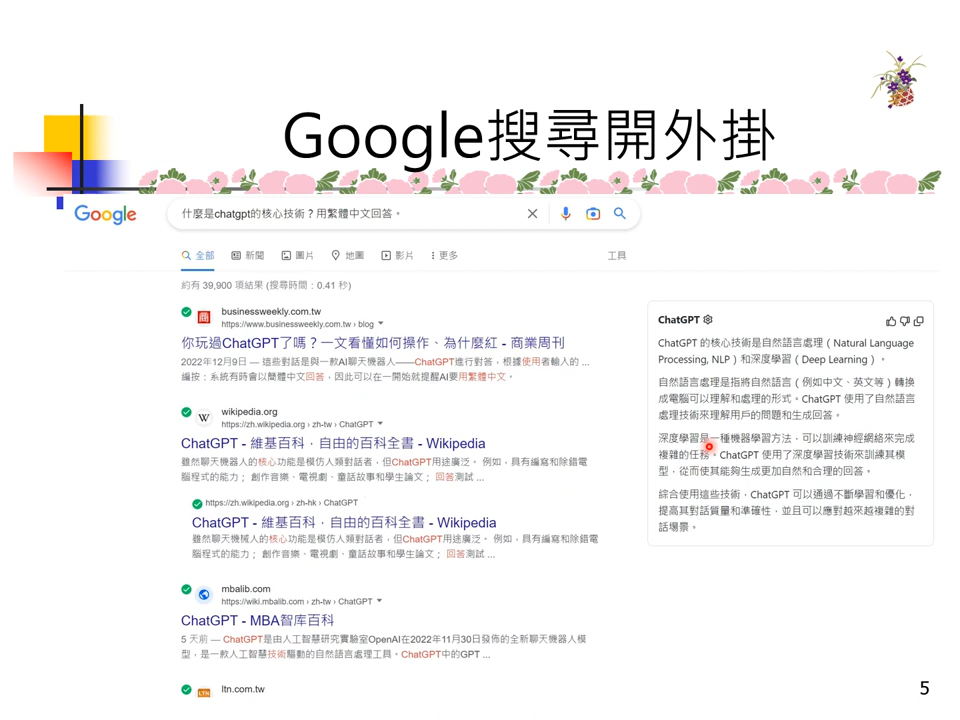 Google搜尋開外掛
Google
什麼是chatgpt的核心技術？用繁體中文回答。
全部 新聞 圖片 地圖 影片 更多 工具
約有 39,900 項結果 (搜尋時間：0.41 秒)
商
businessweekly.com.tw
https://www.businessweekly.com.tw › blog
你玩過ChatGPT了嗎？一文看懂如何操作、為什麼紅 - 商業周刊
2022年12月9日 — 這些對話是與一款AI聊天機器人——ChatGPT進行對答，根據使用者輸入的 ...
編按：系統有時會以簡體中文回答，因此可以在一開始就提醒AI要用繁體中文。
W
wikipedia.org
https://zh.wikipedia.org › zh-tw › ChatGPT
ChatGPT - 維基百科，自由的百科全書 - Wikipedia
雖然聊天機器人的核心功能是模仿人類對話者，但ChatGPT用途廣泛。 例如，具有編寫和除錯電
腦程式的能力； 創作音樂、電視劇、童話故事和學生論文； 回答測試 ...
https://zh.wikipedia.org › zh-hk › ChatGPT
ChatGPT - 維基百科，自由的百科全書 - Wikipedia
雖然聊天機械人的核心功能是模仿人類對話者，但ChatGPT用途廣泛。 例如，具有編寫和除錯電
腦程式的能力； 創作音樂、電視劇、童話故事和學生論文； 回答測試 ...
mbalib.com
https://wiki.mbalib.com › zh-tw › ChatGPT
ChatGPT - MBA智库百科
5 天前 — ChatGPT是由人工智慧研究實驗室OpenAI在2022年11月30日發佈的全新聊天機器人模
型，是一款人工智慧技術驅動的自然語言處理工具。ChatGPT中的GPT ...
LTN
ltn.com.tw
ChatGPT
ChatGPT 的核心技術是自然語言處理（Natural Language
Processing, NLP）和深度學習（Deep Learning）。
自然語言處理是指將自然語言（例如中文、英文等）轉換
成電腦可以理解和處理的形式。ChatGPT 使用了自然語言
處理技術來理解用戶的問題和生成回答。
深度學習是一種機器學習方法，可以訓練神經網絡來完成
複雜的任務。ChatGPT 使用了深度學習技術來訓練其模
型，從而使其能夠生成更加自然和合理的回答。
綜合使用這些技術，ChatGPT 可以通過不斷學習和優化，
提高其對話質量和準確性，並且可以應對越來越複雜的對
話場景。
5